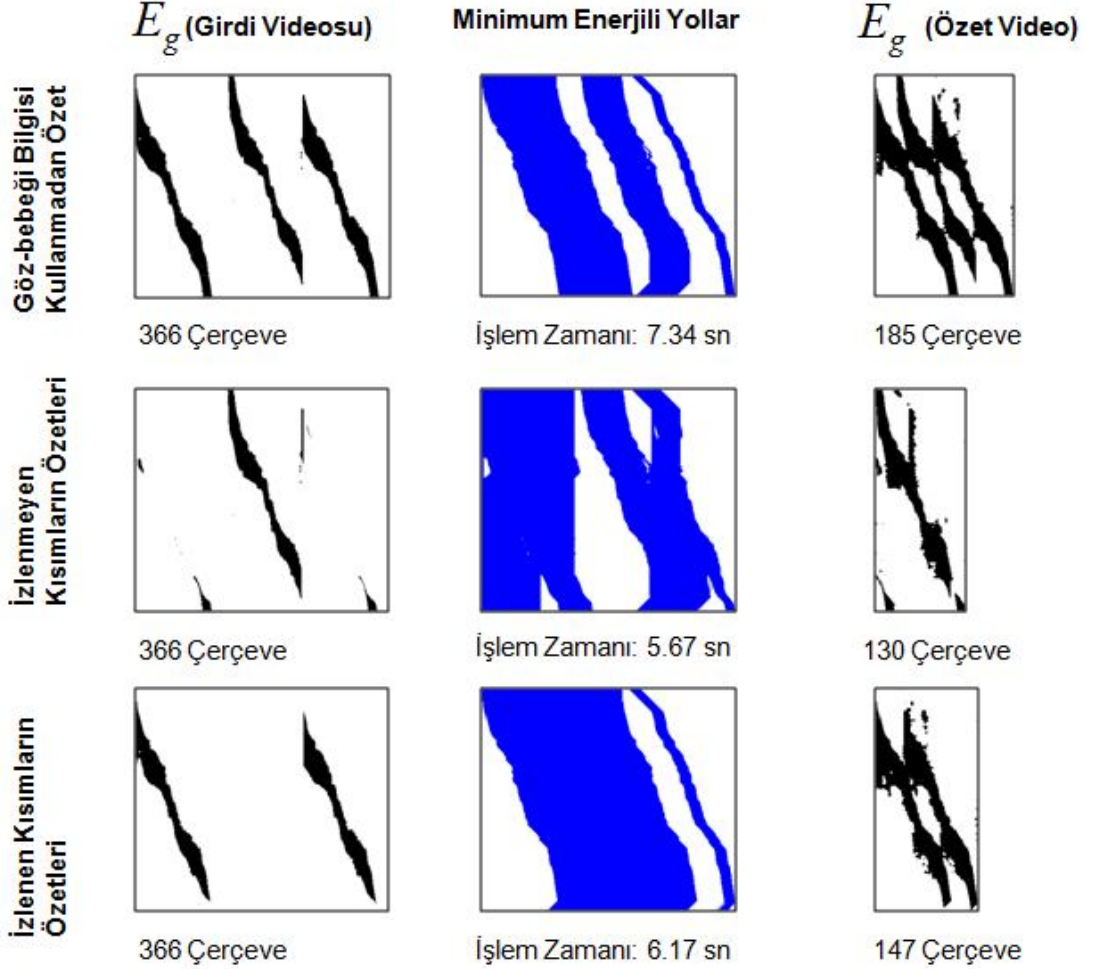 E_g (Girdi Videosu) Minimum Enerjili Yollar E_g (Özet Video)
Göz-bebeği Bilgisi
Kullanmadan Özet
366 Çerçeve İşlem Zamanı: 7.34 sn 185 Çerçeve
İzlenmeyen
Kısımların Özetleri
366 Çerçeve İşlem Zamanı: 5.67 sn 130 Çerçeve
İzlenen Kısımların
Özetleri
366 Çerçeve İşlem Zamanı: 6.17 sn 147 Çerçeve